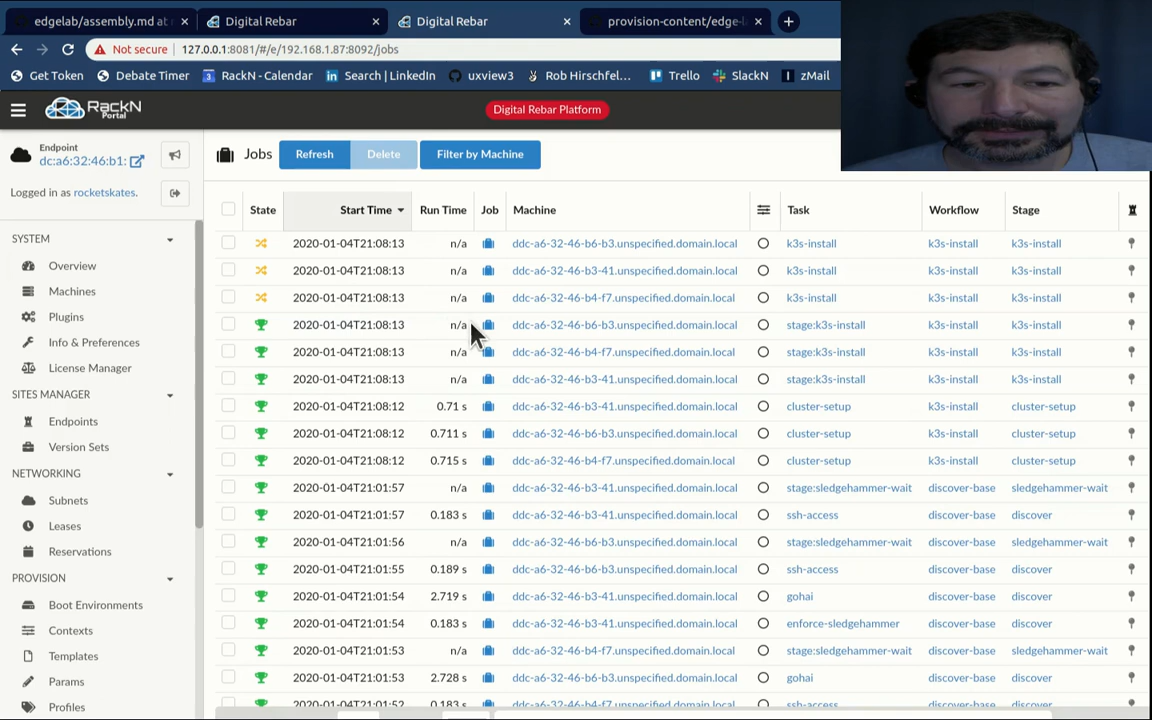 edgelab/assembly.md at r
Digital Rebar
Digital Rebar
provision-content/edge-l
Not secure
127.0.0.1:8081/#/e/192.168.1.87:8092/jobs
Get Token
Debate Timer
RackN - Calendar
Search | LinkedIn
uxview3
Rob Hirschfel...
Trello
SlackN
zMail
RackN
Portal
Digital Rebar Platform
Endpoint
dc:a6:32:46:b1:
Logged in as rocketskates.
SYSTEM
Overview
Machines
Plugins
Info & Preferences
License Manager
SITES MANAGER
Endpoints
Version Sets
NETWORKING
Subnets
Leases
Reservations
PROVISION
Boot Environments
Contexts
Templates
Params
Profiles
Jobs
Refresh
Delete
Filter by Machine
State Start Time Run Time Job Machine Task Workflow Stage
2020-01-04T21:08:13 n/a ddc-a6-32-46-b6-b3.unspecified.domain.local k3s-install k3s-install k3s-install
2020-01-04T21:08:13 n/a ddc-a6-32-46-b3-41.unspecified.domain.local k3s-install k3s-install k3s-install
2020-01-04T21:08:13 n/a ddc-a6-32-46-b4-f7.unspecified.domain.local k3s-install k3s-install k3s-install
2020-01-04T21:08:13 n/a ddc-a6-32-46-b6-b3.unspecified.domain.local stage:k3s-install k3s-install k3s-install
2020-01-04T21:08:13 n/a ddc-a6-32-46-b4-f7.unspecified.domain.local stage:k3s-install k3s-install k3s-install
2020-01-04T21:08:13 n/a ddc-a6-32-46-b3-41.unspecified.domain.local stage:k3s-install k3s-install k3s-install
2020-01-04T21:08:12 0.71 s ddc-a6-32-46-b3-41.unspecified.domain.local cluster-setup k3s-install cluster-setup
2020-01-04T21:08:12 0.711 s ddc-a6-32-46-b6-b3.unspecified.domain.local cluster-setup k3s-install cluster-setup
2020-01-04T21:08:12 0.715 s ddc-a6-32-46-b4-f7.unspecified.domain.local cluster-setup k3s-install cluster-setup
2020-01-04T21:01:57 n/a ddc-a6-32-46-b3-41.unspecified.domain.local stage:sledgehammer-wait discover-base sledgehammer-wait
2020-01-04T21:01:57 0.183 s ddc-a6-32-46-b3-41.unspecified.domain.local ssh-access discover-base discover
2020-01-04T21:01:56 n/a ddc-a6-32-46-b6-b3.unspecified.domain.local stage:sledgehammer-wait discover-base sledgehammer-wait
2020-01-04T21:01:55 0.189 s ddc-a6-32-46-b6-b3.unspecified.domain.local ssh-access discover-base discover
2020-01-04T21:01:54 2.719 s ddc-a6-32-46-b3-41.unspecified.domain.local gohai discover-base discover
2020-01-04T21:01:54 0.183 s ddc-a6-32-46-b3-41.unspecified.domain.local enforce-sledgehammer discover-base discover
2020-01-04T21:01:53 n/a ddc-a6-32-46-b4-f7.unspecified.domain.local stage:sledgehammer-wait discover-base sledgehammer-wait
2020-01-04T21:01:53 2.728 s ddc-a6-32-46-b6-b3.unspecified.domain.local gohai discover-base discover
2020-01-04T21:01:52 0.183 s ddc-a6-32-46-b4-f7.unspecified.domain.local ssh-access discover-base discover